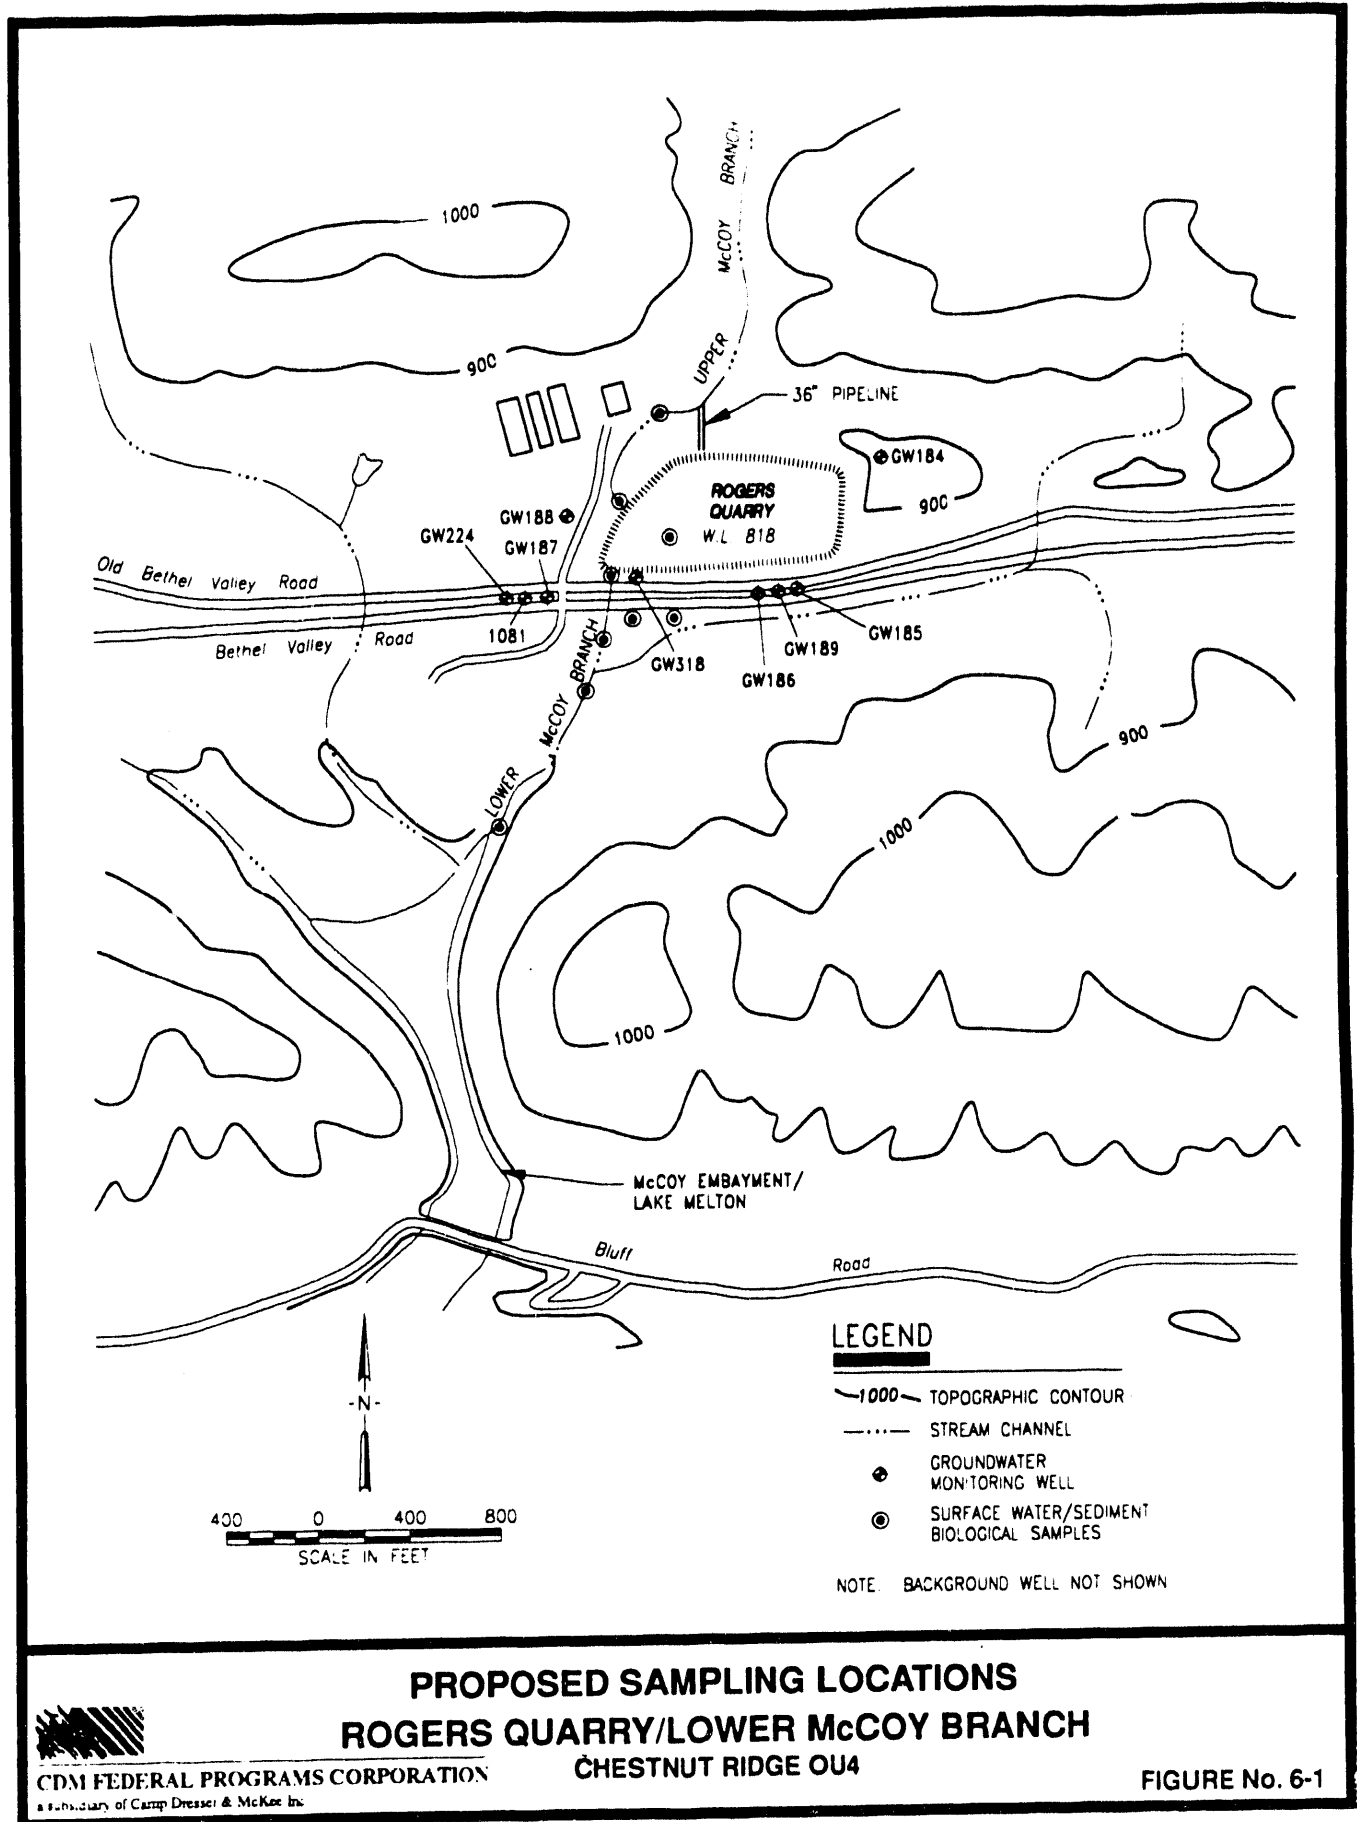 1000
McCOY BRANCH
UPPER
900
36" PIPELINE
GW184
900
ROGERS
QUARRY
W.L. 818
GW188
GW224
GW187
Old Bethel Valley Road
1081
Bethel Valley Road
GW185
GW189
GW318
GW186
LOWER McCOY BRANCH
900
1000
1000
McCOY EMBAYMENT/
LAKE MELTON
Bluff Road
LEGEND
1000 TOPOGRAPHIC CONTOUR
STREAM CHANNEL
GROUNDWATER
MONITORING WELL
SURFACE WATER/SEDIMENT
BIOLOGICAL SAMPLES
NOTE: BACKGROUND WELL NOT SHOWN
-N-
400 0 400 800
SCALE IN FEET
PROPOSED SAMPLING LOCATIONS
ROGERS QUARRY/LOWER McCOY BRANCH
CHESTNUT RIDGE OU4
CDM FEDERAL PROGRAMS CORPORATION
a subsidiary of Camp Dresser & McKee Inc.
FIGURE No. 6-1